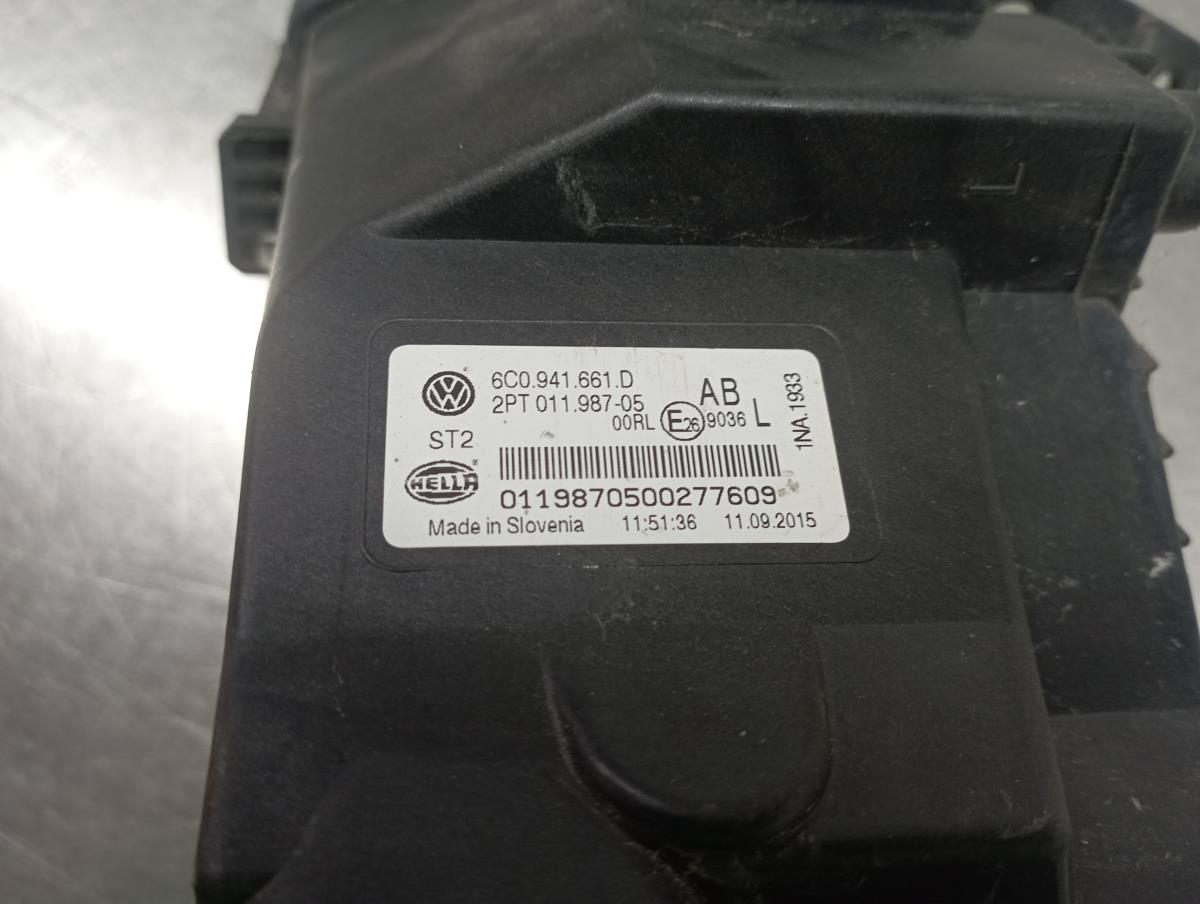 L
VW
6C0.941.661.D
2PT 011.987-05
AB
00RL E26 9036 L
1NA.1933
ST2
HELLA
0119870500277609
Made in Slovenia 11:51:36 11.09.2015